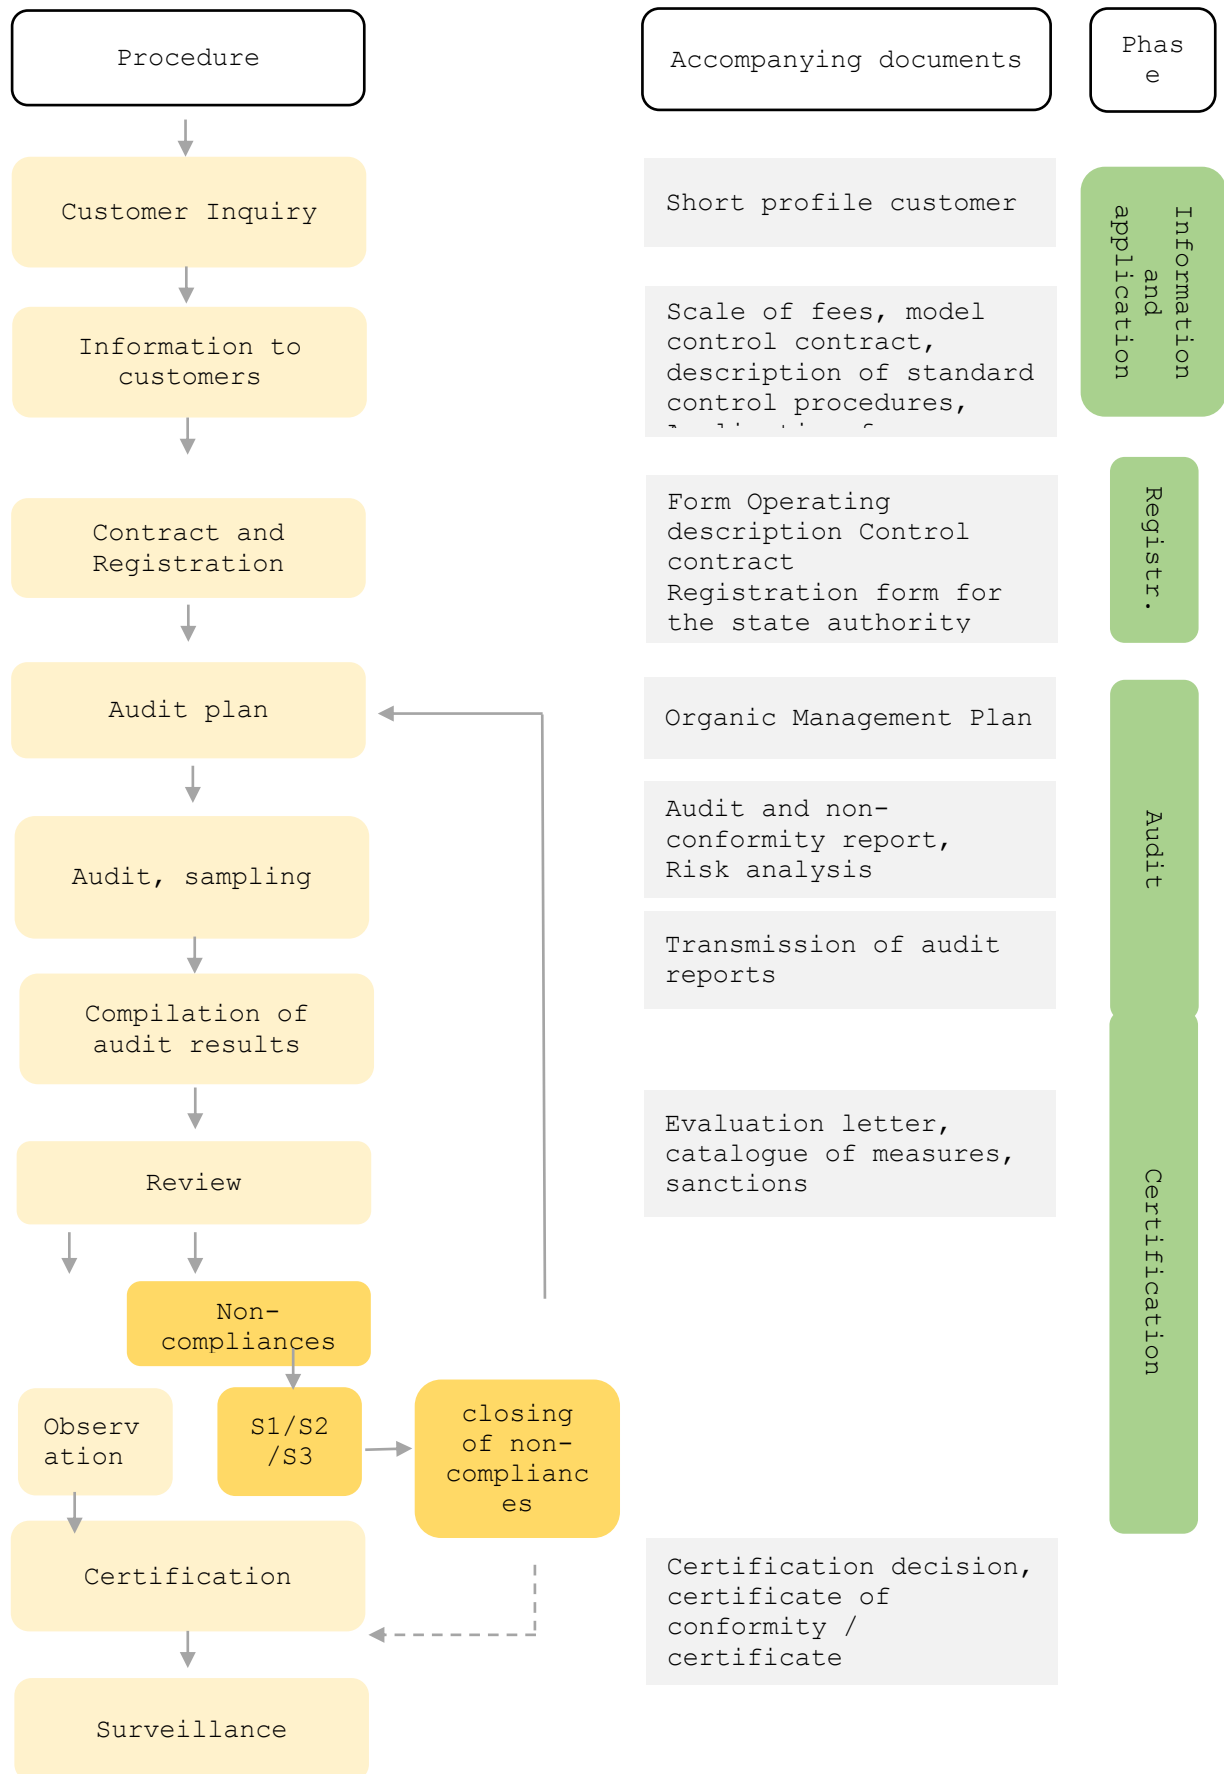 Procedure
Accompanying documents
Phas
e
Customer Inquiry
Short profile customer
Information
and
application
Information to
customers
Scale of fees, model
control contract,
description of standard
control procedures,
Contract and
Registration
Form Operating
description Control
contract
Registration form for
the state authority
Registr.
Audit plan
Organic Management Plan
Audit, sampling
Audit and non-
conformity report,
Risk analysis
Audit
Transmission of audit
reports
Compilation of
audit results
Review
Evaluation letter,
catalogue of measures,
sanctions
Certification
Non-
compliances
Observ
ation
S1/S2
/S3
closing
of non-
complianc
es
Certification
Certification decision,
certificate of
conformity /
certificate
Surveillance